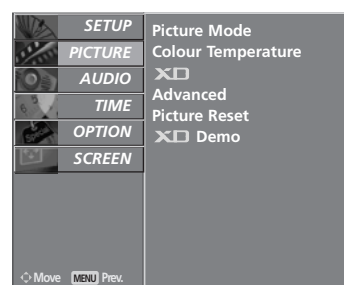 SETUP
PICTURE
AUDIO
TIME
OPTION
SCREEN
Picture Mode
Colour Temperature
XD
Advanced
Picture Reset
XD Demo
Move MENU Prev.